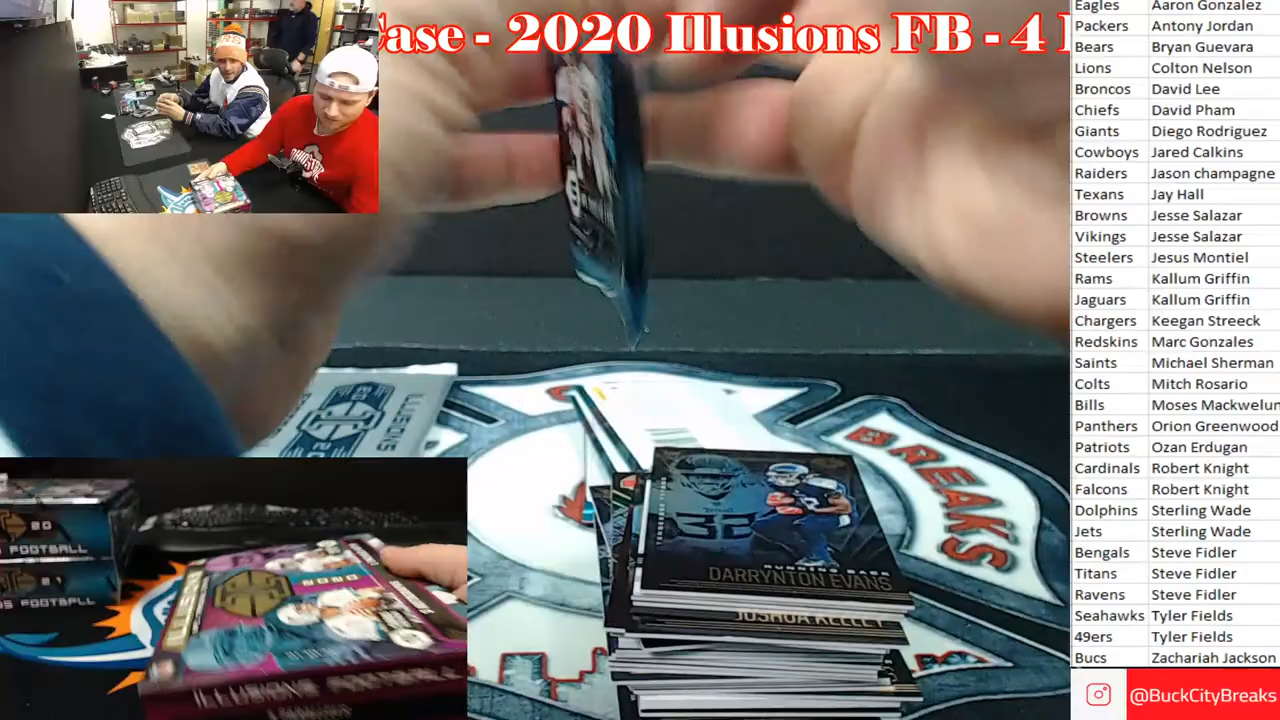 Case - 2020 Illusions FB - 4
Eagles Aaron Gonzalez
Packers Antony Jordan
Bears Bryan Guevara
Lions Colton Nelson
Broncos David Lee
Chiefs David Pham
Giants Diego Rodriguez
Cowboys Jared Calkins
Raiders Jason champagne
Texans Jay Hall
Browns Jesse Salazar
Vikings Jesse Salazar
Steelers Jesus Montiel
Rams Kallum Griffin
Jaguars Kallum Griffin
Chargers Keegan Streeck
Redskins Marc Gonzales
Saints Michael Sherman
Colts Mitch Rosario
Bills Moses Mackwelun
Panthers Orion Greenwood
Patriots Ozan Erdugan
Cardinals Robert Knight
Falcons Robert Knight
Dolphins Sterling Wade
Jets Sterling Wade
Bengals Steve Fidler
Titans Steve Fidler
Ravens Steve Fidler
Seahawks Tyler Fields
49ers Tyler Fields
Bucs Zachariah Jackson
@BuckCityBreaks
BREAKS
ILLUSIONS
32
RUNNING BACK
DARRYNTON EVANS
JOSHUA KELLEY
FOOTBALL
FOOTBALL
ILLUSIONS FOOTBALL